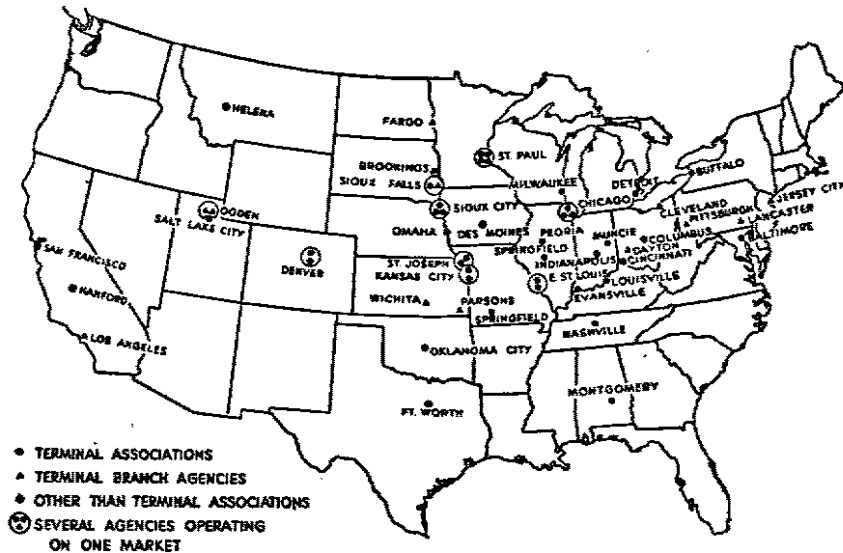 HELENA
FARGO
ST. PAUL
BROOKINGS
SIOUX FALLS
MILWAUKEE
DETROIT
BUFFALO
OGDEN
SALT LAKE CITY
SIOUX CITY
CHICAGO
CLEVELAND
JERSEY CITY
PITTSBURGH
LANCASTER
BALTIMORE
OMAHA
DES MOINES
PEORIA
MUNCIE
COLUMBUS
SPRINGFIELD
DAYTON
INDIANAPOLIS
CINCINNATI
SAN FRANCISCO
DENVER
ST. JOSEPH
KANSAS CITY
E. ST. LOUIS
LOUISVILLE
EVANSVILLE
HANFORD
WICHITA
PARSONS
SPRINGFIELD
NASHVILLE
LOS ANGELES
OKLAHOMA CITY
MONTGOMERY
FT. WORTH
TERMINAL ASSOCIATIONS
TERMINAL BRANCH AGENCIES
OTHER THAN TERMINAL ASSOCIATIONS
SEVERAL AGENCIES OPERATING
ON ONE MARKET